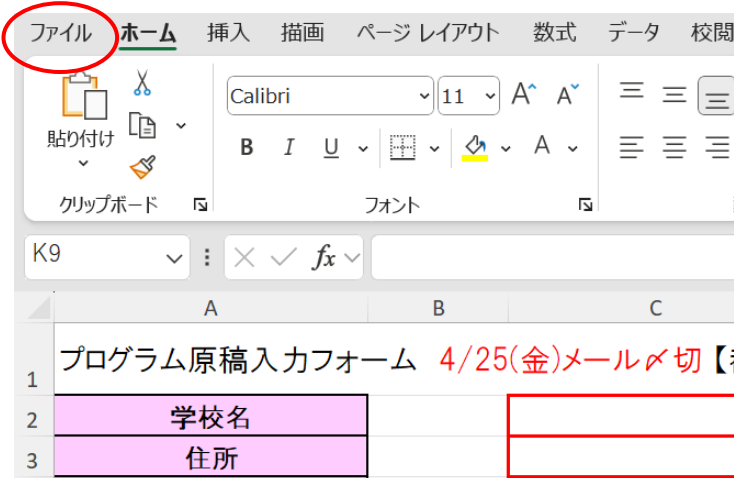 ファイル ホーム 挿入 描画 ページ レイアウト 数式 データ 校閲
Calibri 11 A A
貼り付け
B I U A
クリップボード フォント
K9 fx
A B C
1 プログラム原稿入力フォーム 4/25(金)メール〆切【
2 学校名
3 住所